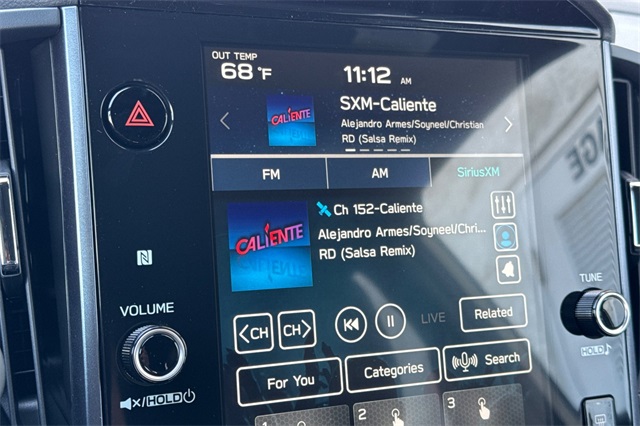 OUT TEMP
68 °F
11:12 AM
SXM-Caliente
CALIENTE
Alejandro Armes/Soyneel/Christian
RD (Salsa Remix)
FM
AM
SiriusXM
Ch 152-Caliente
CALIENTE
Alejandro Armes/Soyneel/Chri...
RD (Salsa Remix)
VOLUME
TUNE
<CH
CH>
LIVE
Related
HOLD
For You
Categories
Search
/HOLD
1
2
3
AGE